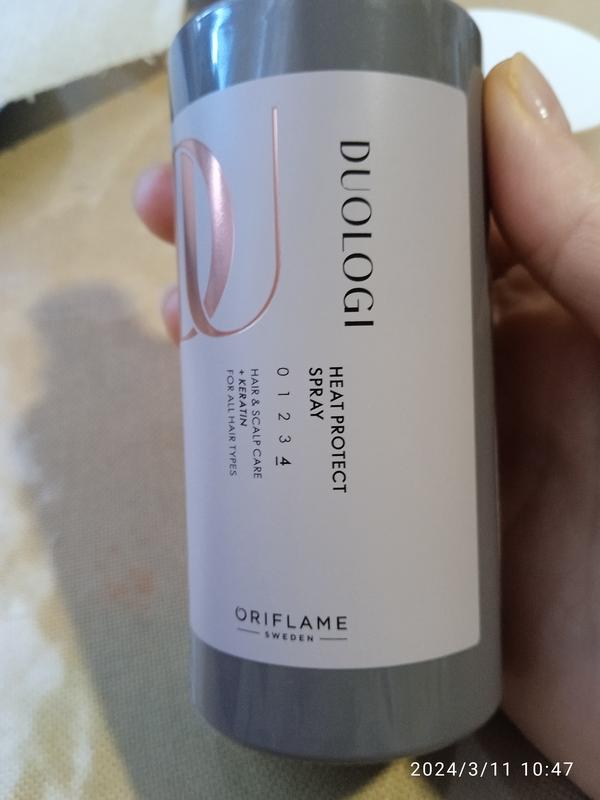 DUOLOGI
HEAT PROTECT
SPRAY
0 1 2 3 4
HAIR & SCALP CARE
+ KERATIN
FOR ALL HAIR TYPES
ORIFLAME
SWEDEN
2024/3/11 10:47